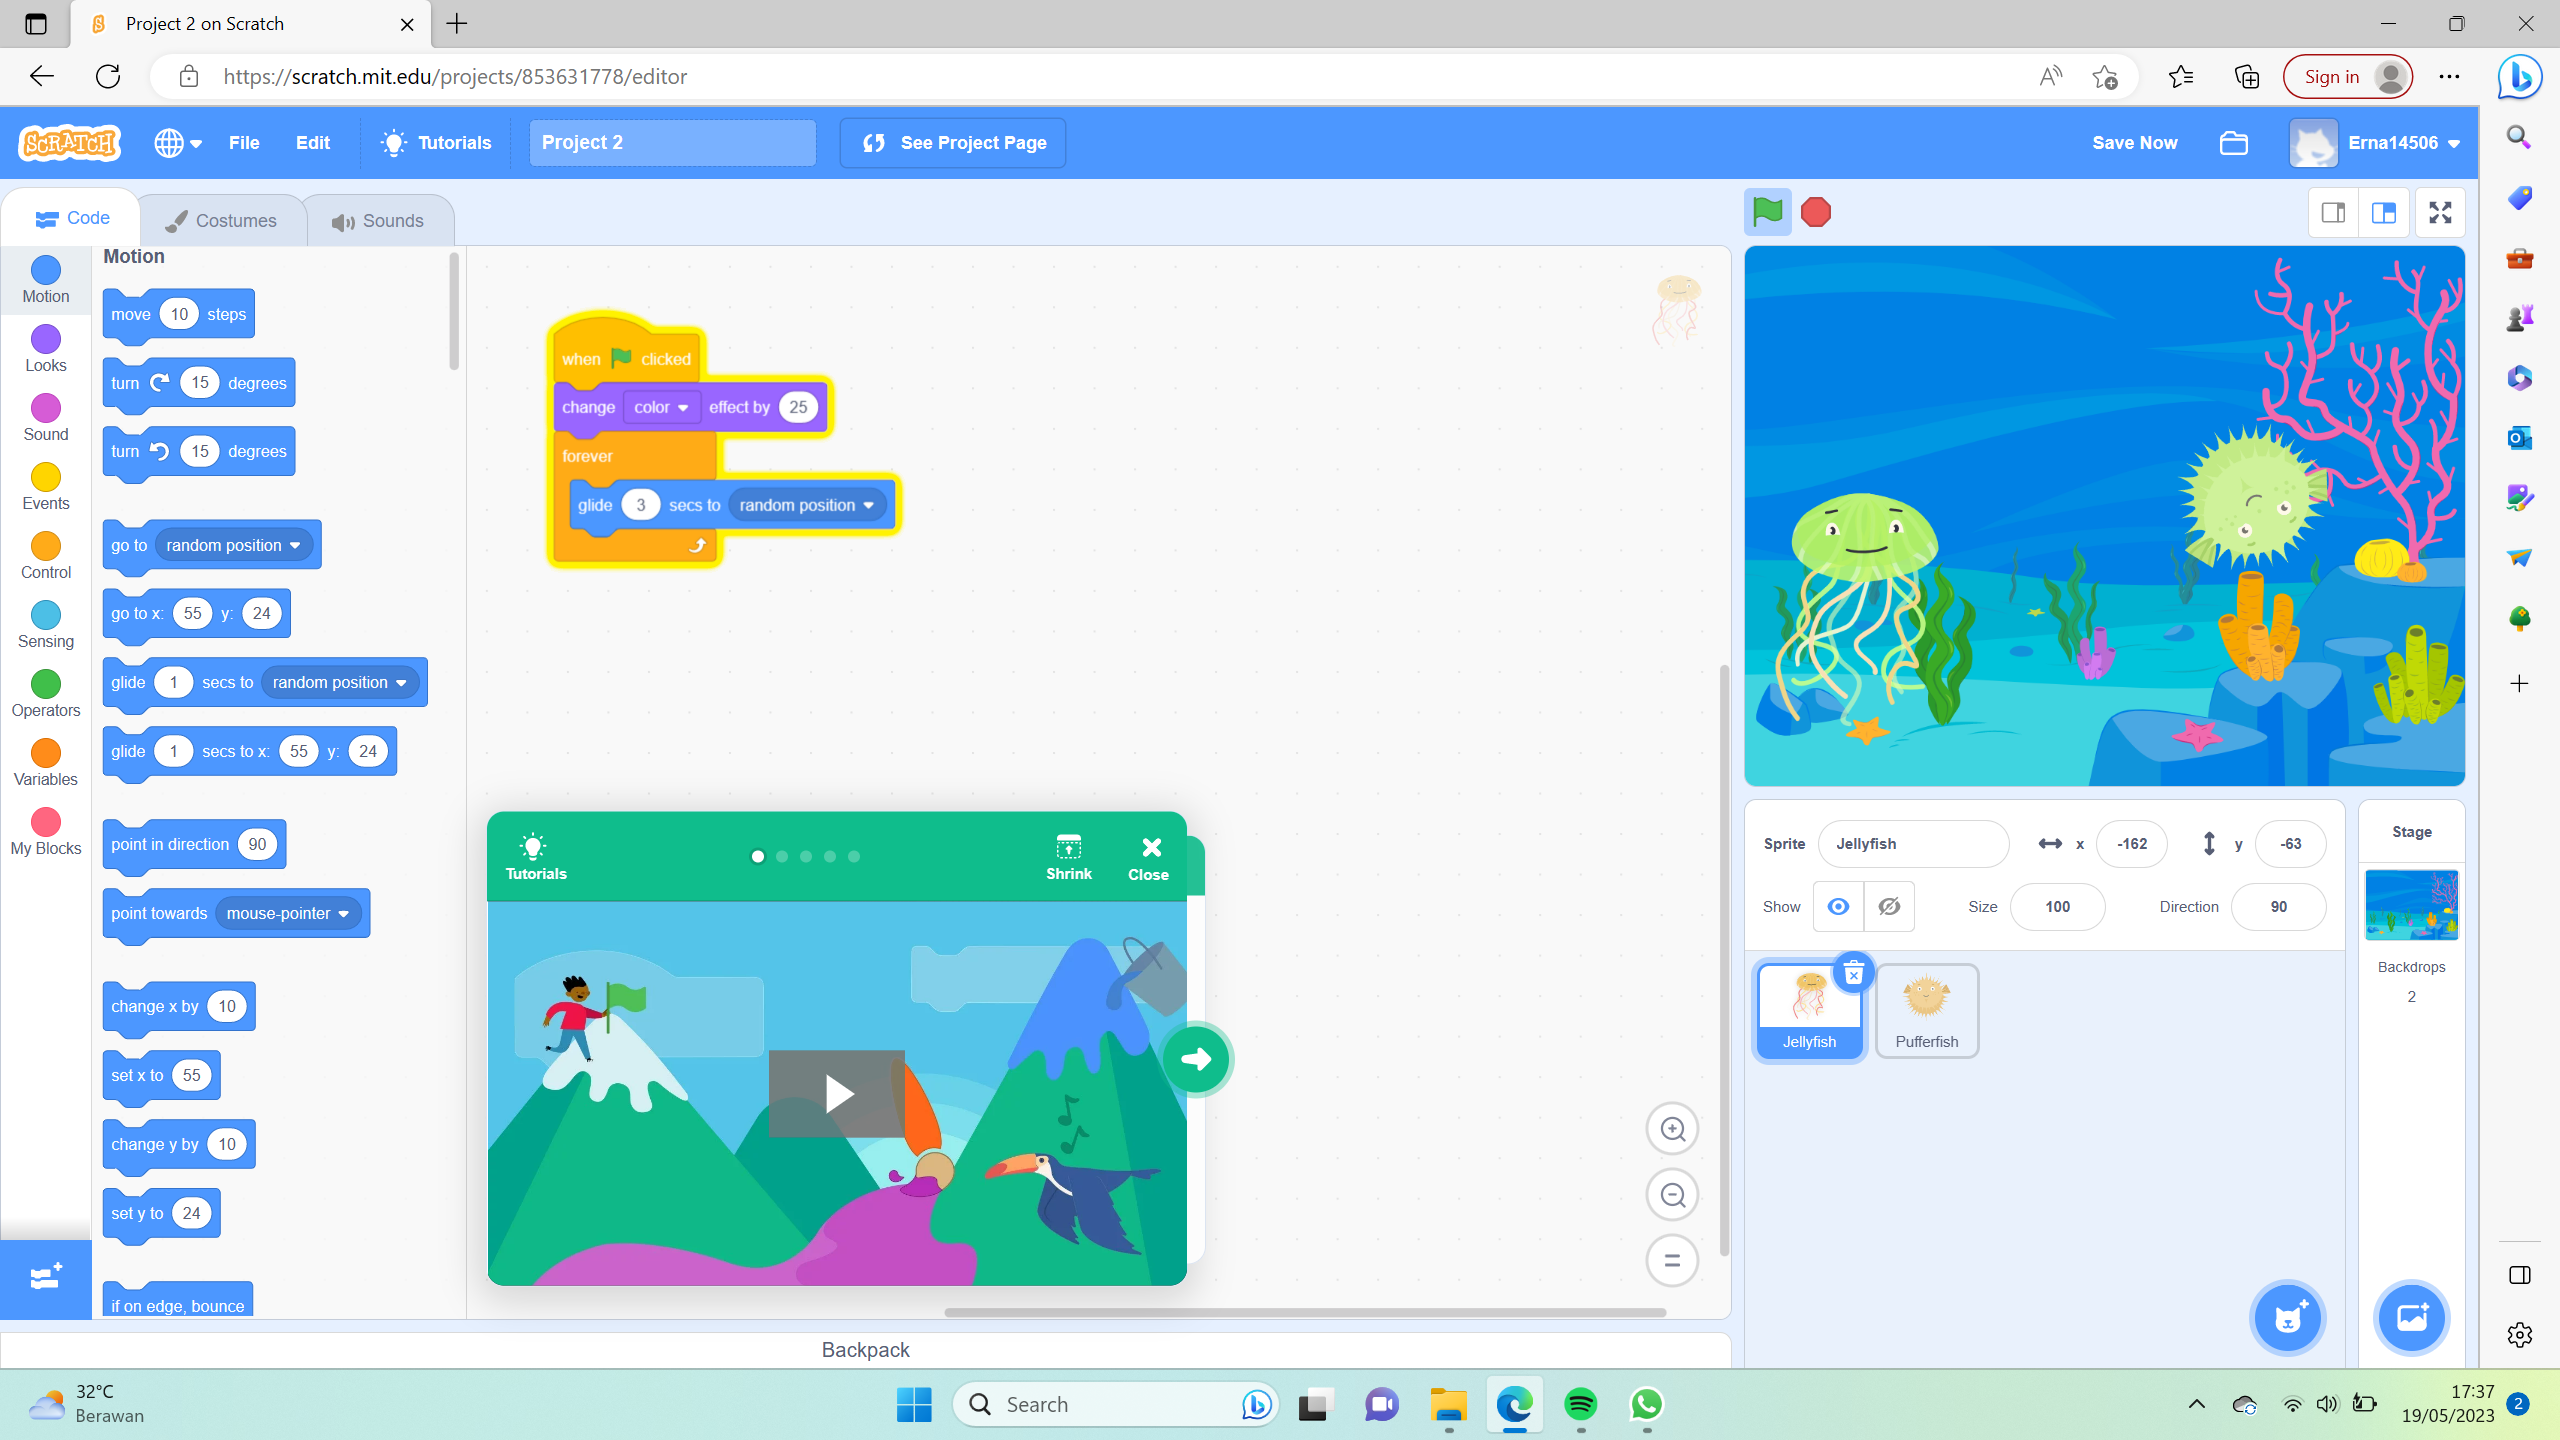 Project 2 on Scratch
https://scratch.mit.edu/projects/853631778/editor
Sign in
SCRATCH
File
Edit
Tutorials
Project 2
See Project Page
Save Now
Erna14506
Code
Costumes
Sounds
Motion
Looks
Sound
Events
Control
Sensing
Operators
Variables
My Blocks
Motion
move 10 steps
turn 15 degrees
turn 15 degrees
go to random position
go to x: 55 y: 24
glide 1 secs to random position
glide 1 secs to x: 55 y: 24
point in direction 90
point towards mouse-pointer
change x by 10
set x to 55
change y by 10
set y to 24
if on edge, bounce
when clicked
change color effect by 25
forever
glide 3 secs to random position
Tutorials
Shrink
Close
Sprite Jellyfish x -162 y -63
Show Size 100 Direction 90
Jellyfish
Pufferfish
Stage
Backdrops
2
Backpack
32°C
Berawan
Search
17:37
19/05/2023
2